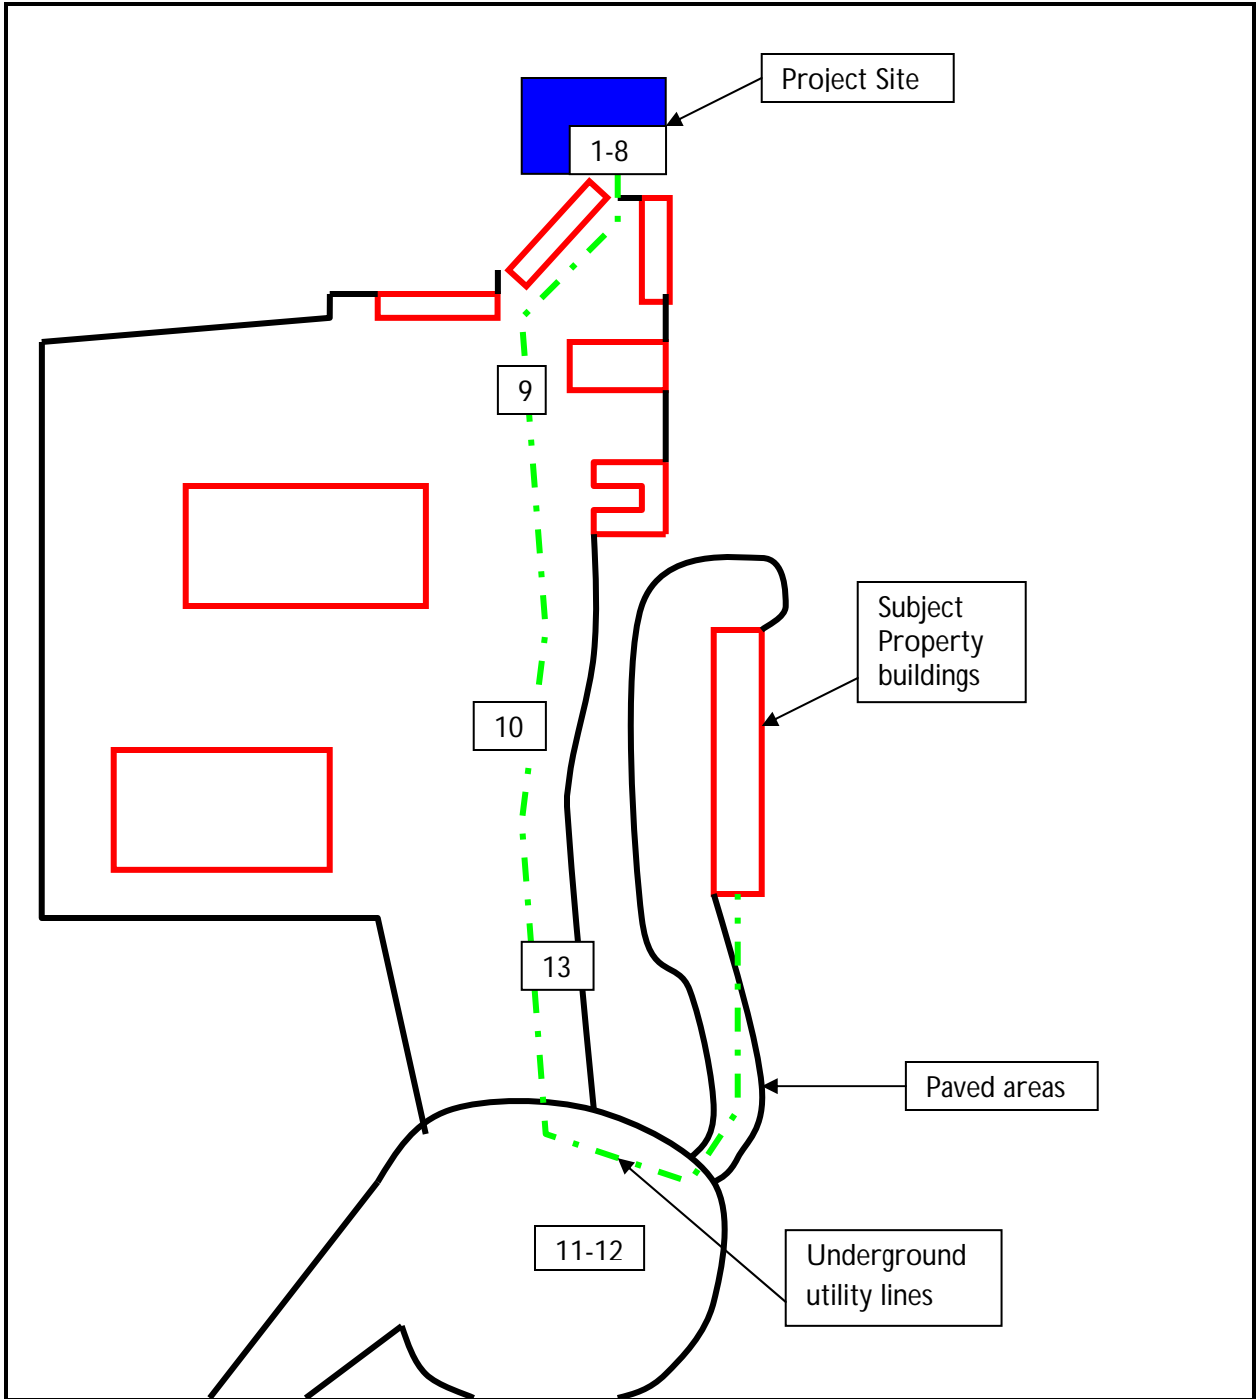 Project Site
1-8
9
Subject
Property
buildings
10
13
Paved areas
11-12
Underground
utility lines